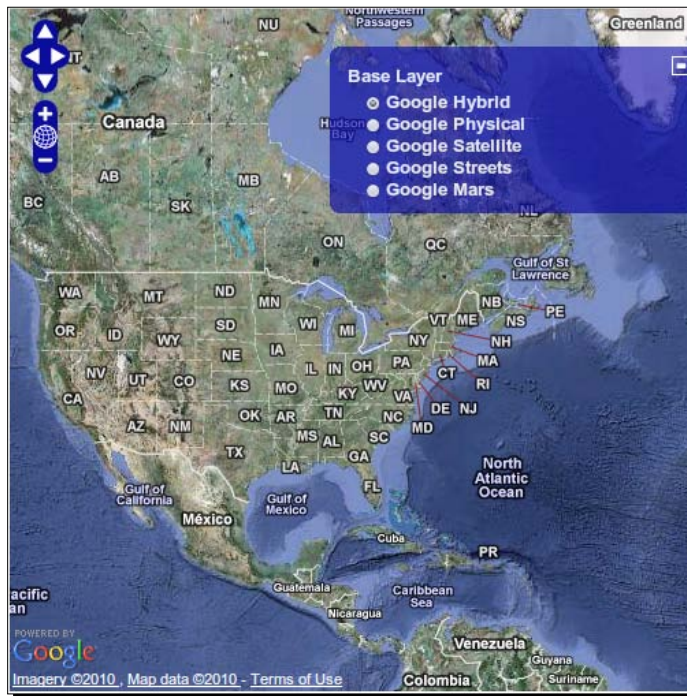 NU
Northwestern
Passages
Greenland
NT
Base Layer
Google Hybrid
Google Physical
Google Satellite
Google Streets
Google Mars
Canada
Hudson
Bay
AB
MB
BC
SK
NL
ON
QC
Gulf of St
Lawrence
WA
MT
ND
MN
NB
PE
OR
ID
SD
WI
MI
VT
ME
NS
WY
NY
NH
NE
IA
PA
MA
NV
UT
CO
IL
IN
OH
CT
RI
KS
MO
KY
WV
VA
CA
DE
NJ
OK
AR
TN
NC
AZ
NM
MD
MS
AL
SC
TX
GA
LA
North
Atlantic
Ocean
FL
Gulf of
California
Gulf of
Mexico
México
Cuba
PR
Guatemala
Caribbean
Sea
acific
an
Nicaragua
POWERED BY
Google
Venezuela
Guyana
Colombia
Suriname
Imagery ©2010 , Map data ©2010 - Terms of Use